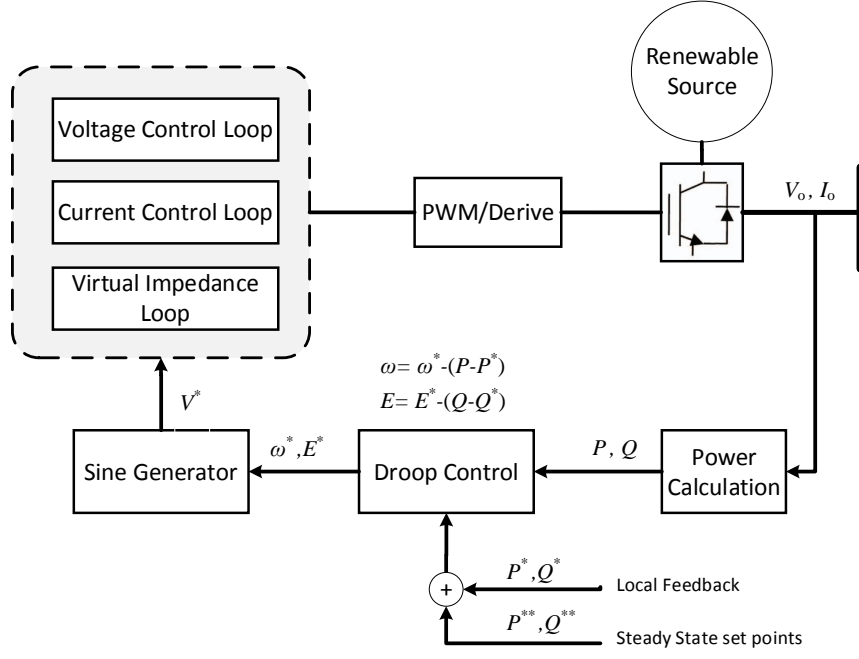 Renewable
Source
Voltage Control Loop
Current Control Loop
Virtual Impedance
Loop
PWM/Derive
Vₒ, Iₒ
ω= ω*-(P-P*)
E= E*-(Q-Q*)
V*
Sine Generator
ω*,E*
Droop Control
P, Q
Power
Calculation
+
P*,Q*
Local Feedback
P**,Q**
Steady State set points